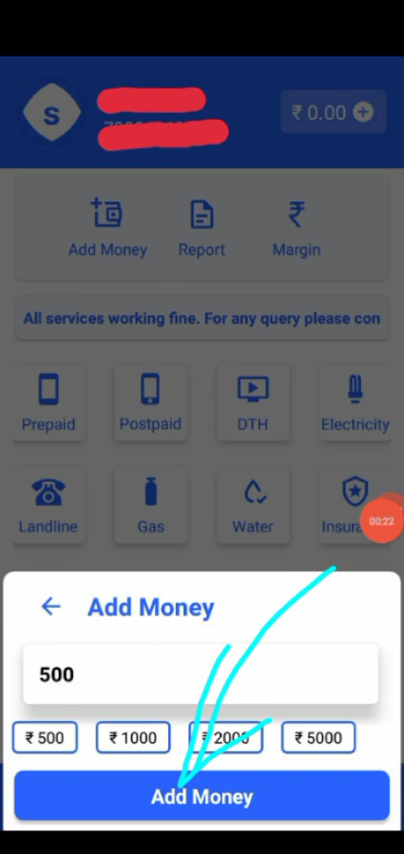 S
₹ 0.00
Add Money Report Margin
All services working fine. For any query please con
Prepaid Postpaid DTH Electricity
Landline Gas Water Insura
00:22
Add Money
500
₹ 500 ₹ 1000 ₹ 2000 ₹ 5000
Add Money